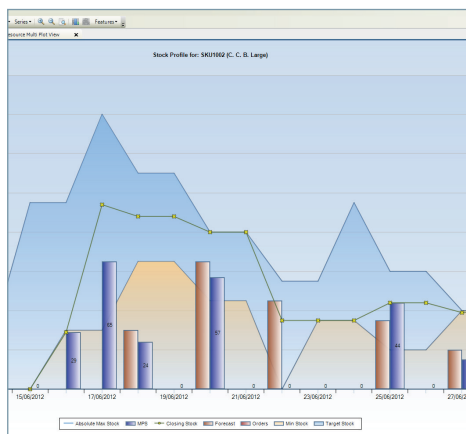 Series Features
esource Multi Plot View x
Stock Profile for: SKU1002 (C. C. B. Large)
0 29 65 24 0 57 0 0 0 0 44 0
15/06/2012 17/06/2012 19/06/2012 21/06/2012 23/06/2012 25/06/2012 27/06/2012
Absolute Max Stock MPS Closing Stock Forecast Orders Min Stock Target Stock